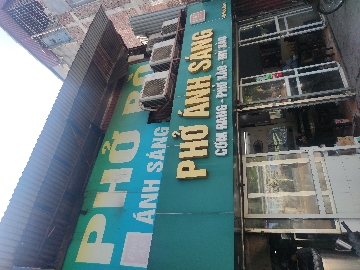 PHỞ BÒ
ÁNH SÁNG
PHỞ ÁNH SÁNG
CƠM RANG - PHỞ XÀO - MỲ XÀO